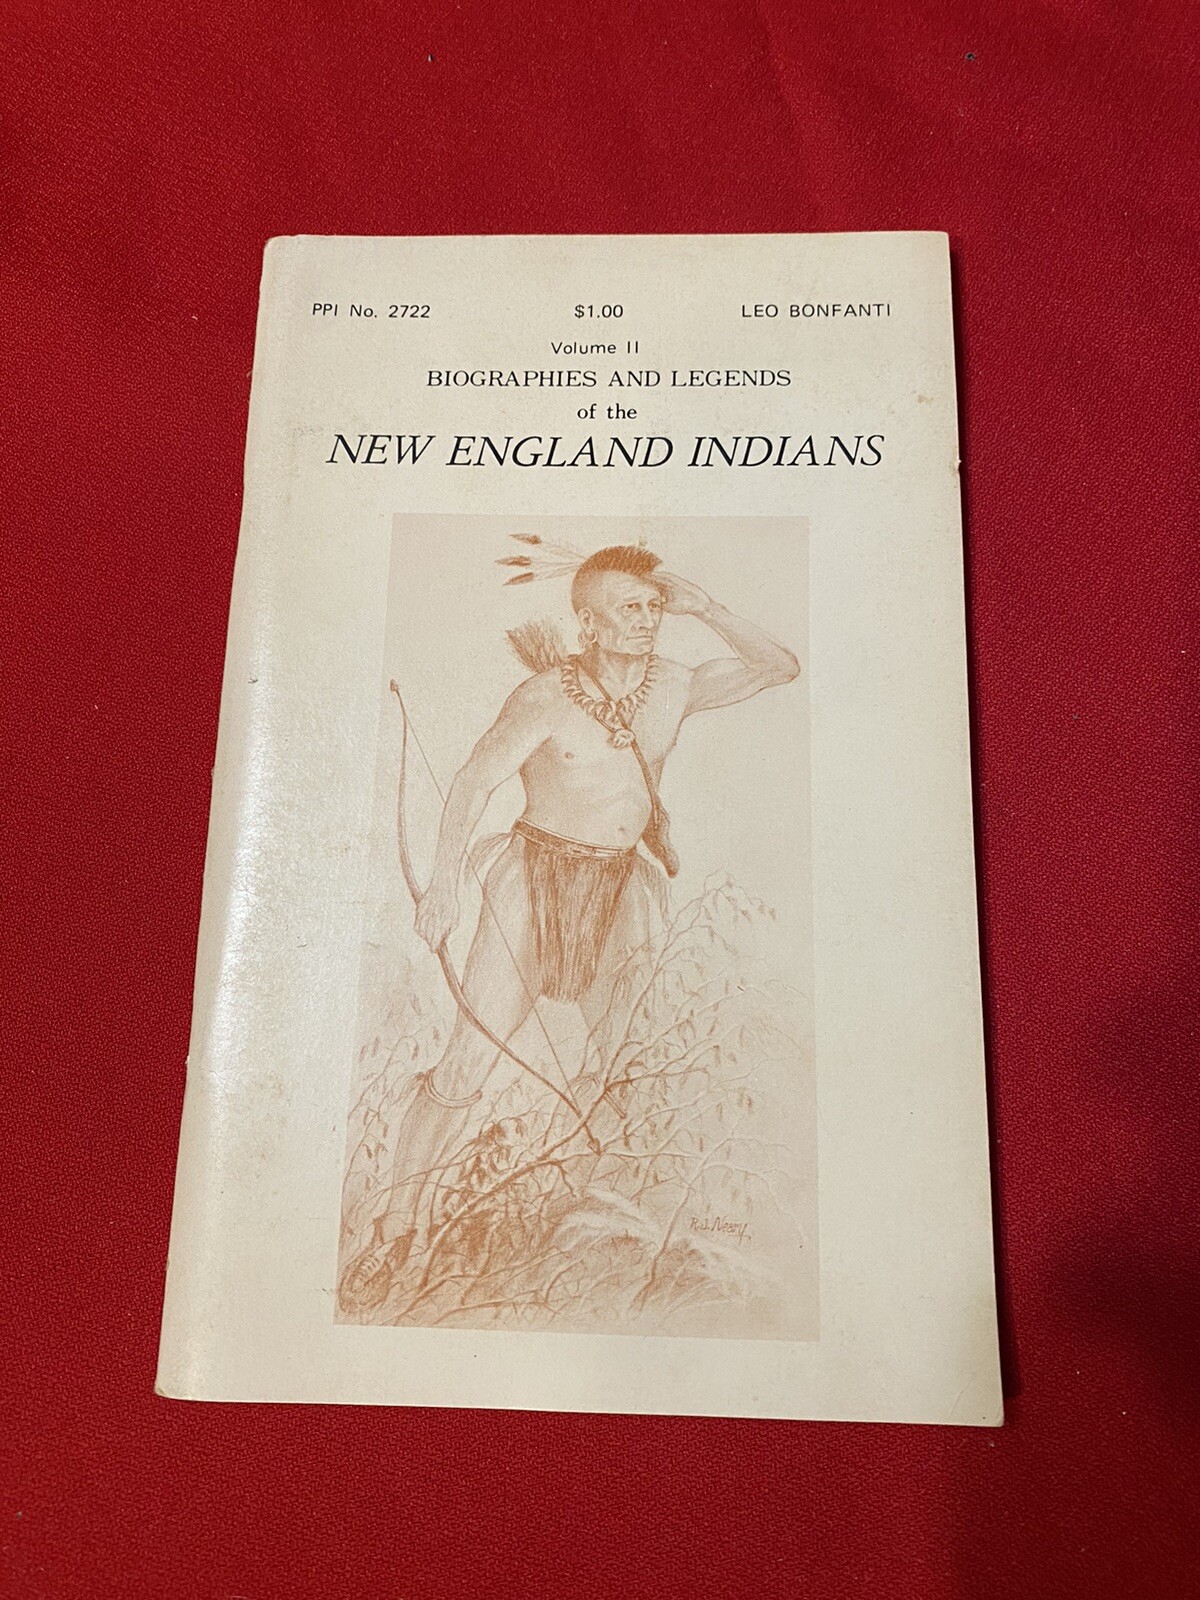 PPI No. 2722 $1.00 LEO BONFANTI
Volume II
BIOGRAPHIES AND LEGENDS
of the
NEW ENGLAND INDIANS
R.J. Neary